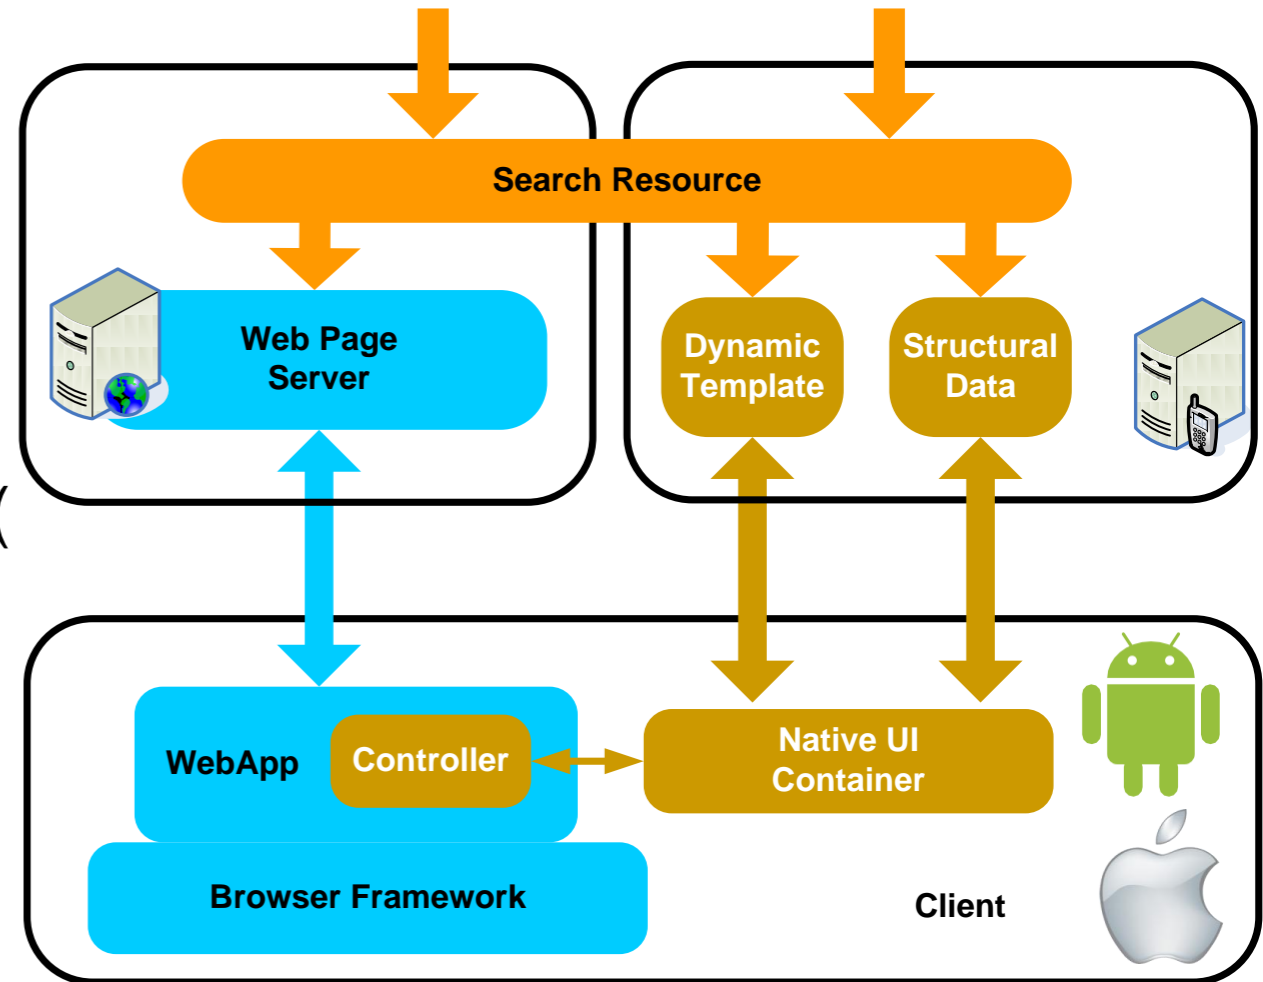 Search Resource
Web Page
Server
Dynamic
Template
Structural
Data
(
WebApp
Controller
Native UI
Container
Browser Framework
Client